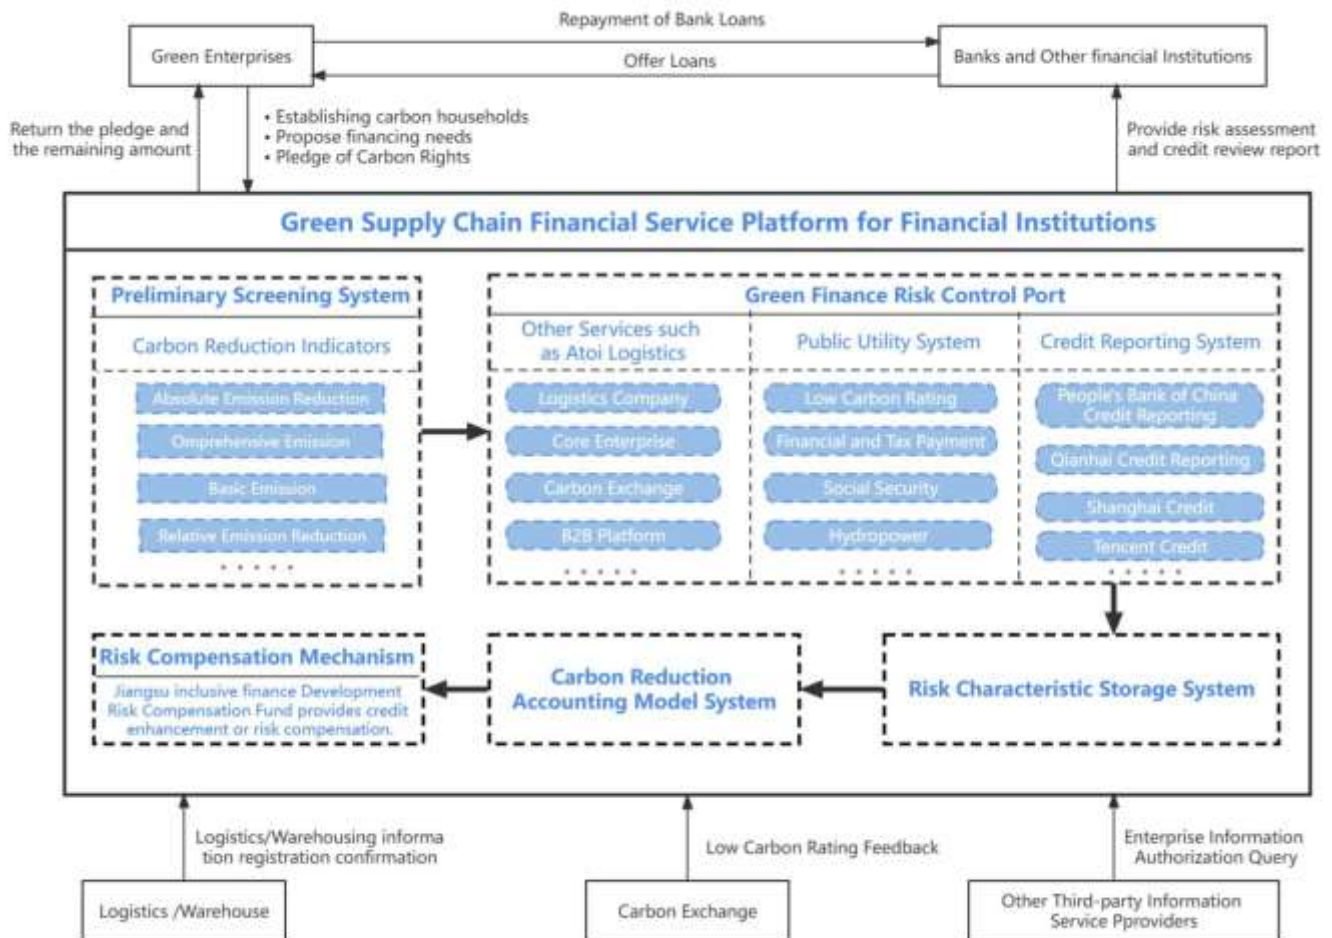 Repayment of Bank Loans
Green Enterprises
Banks and Other financial Institutions
Offer Loans
Return the pledge and
the remaining amount
• Establishing carbon households
• Propose financing needs
• Pledge of Carbon Rights
Provide risk assessment
and credit review report
Green Supply Chain Financial Service Platform for Financial Institutions
Preliminary Screening System
Carbon Reduction Indicators
Absolute Emission Reduction
Omprehensive Emission
Basic Emission
Relative Emission Reduction
• • • • •
Green Finance Risk Control Port
Other Services such
as Atoi Logistics
Logistics Company
Core Enterprise
Carbon Exchange
B2B Platform
• • • • •
Public Utility System
Low Carbon Rating
Financial and Tax Payment
Social Security
Hydropower
• • • • •
Credit Reporting System
People's Bank of China
Credit Reporting
Qianhai Credit Reporting
Shanghai Credit
Tencent Credit
• • • • •
Risk Compensation Mechanism
Jiangsu inclusive finance Development
Risk Compensation Fund provides credit
enhancement or risk compensation.
Carbon Reduction
Accounting Model System
Risk Characteristic Storage System
Logistics/Warehousing informa
tion registration confirmation
Low Carbon Rating Feedback
Enterprise Information
Authorization Query
Logistics /Warehouse
Carbon Exchange
Other Third-party Information
Service Pproviders